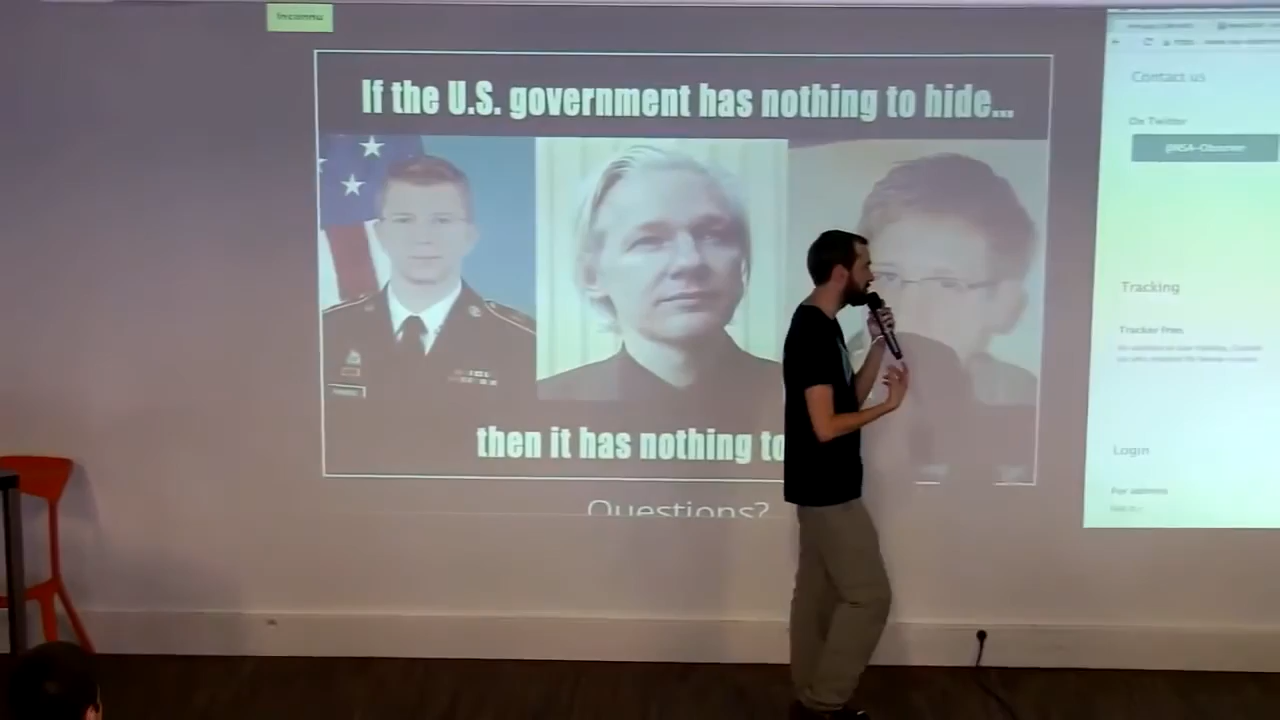 Inconnu
If the U.S. government has nothing to hide...
then it has nothing to
Questions?
Contact us
On Twitter
@NSA-Observer
Tracking
Tracker free,
Login
For admins